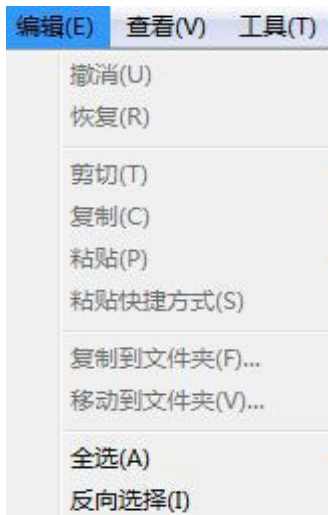 编辑(E) 查看(V) 工具(T)
撤消(U)
恢复(R)
剪切(T)
复制(C)
粘贴(P)
粘贴快捷方式(S)
复制到文件夹(F)...
移动到文件夹(V)...
全选(A)
反向选择(I)